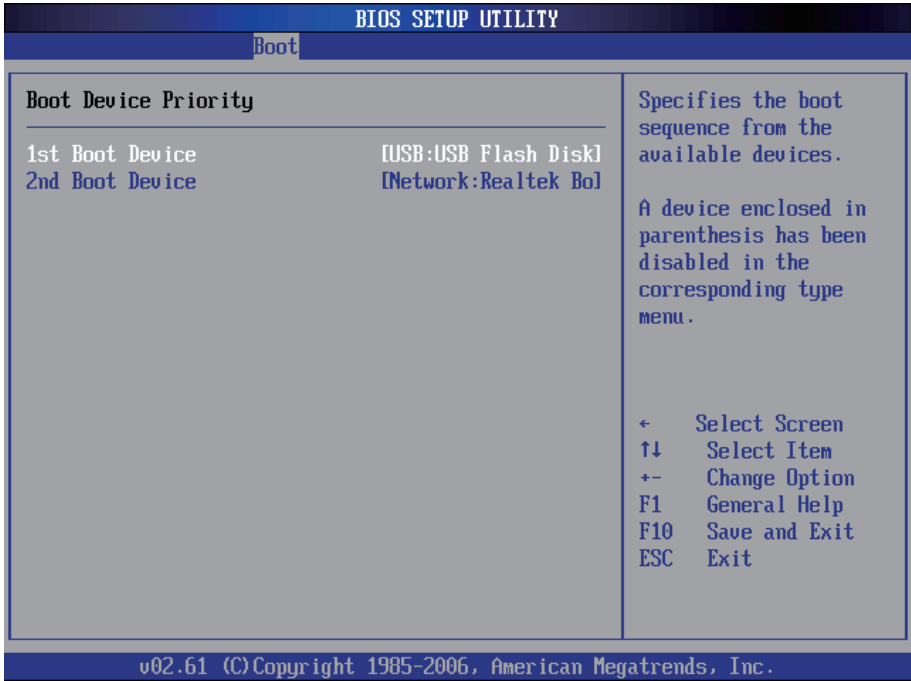 BIOS SETUP UTILITY
Boot
Boot Device Priority
1st Boot Device [USB:USB Flash Disk]
2nd Boot Device [Network:Realtek Bo]
Specifies the boot
sequence from the
available devices.
A device enclosed in
parenthesis has been
disabled in the
corresponding type
menu.
← Select Screen
↑↓ Select Item
+- Change Option
F1 General Help
F10 Save and Exit
ESC Exit
v02.61 (C)Copyright 1985-2006, American Megatrends, Inc.